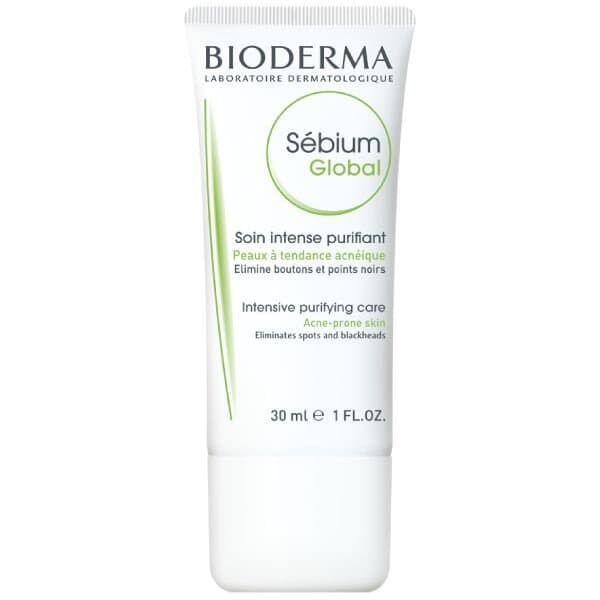 BIODERMA
LABORATOIRE DERMATOLOGIQUE
Sébium
Global
Soin intense purifiant
Peaux à tendance acnéique
Elimine boutons et points noirs
Intensive purifying care
Acne-prone skin
Eliminates spots and blackheads
30 ml ℮ 1 FL.OZ.